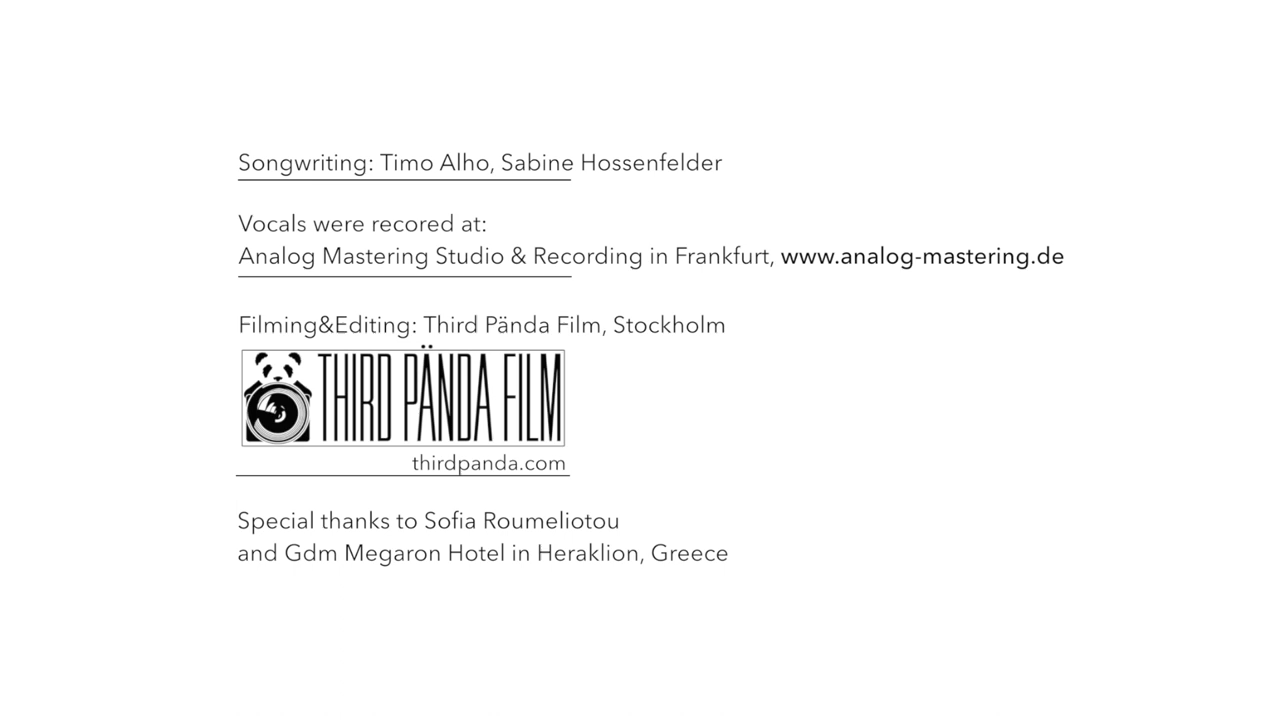 Songwriting: Timo Alho, Sabine Hossenfelder
Vocals were recored at:
Analog Mastering Studio & Recording in Frankfurt, www.analog-mastering.de
Filming&Editing: Third Pända Film, Stockholm
THIRD PÄNDA FILM
thirdpanda.com
Special thanks to Sofia Roumeliotou
and Gdm Megaron Hotel in Heraklion, Greece